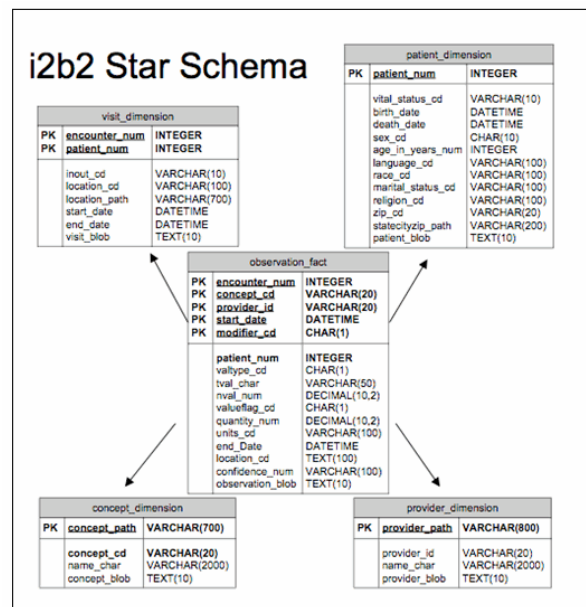 i2b2 Star Schema
patient_dimension
PK patient_num INTEGER
vital_status_cd VARCHAR(10)
birth_date DATETIME
death_date DATETIME
sex_cd CHAR(10)
age_in_years_num INTEGER
language_cd VARCHAR(100)
race_cd VARCHAR(100)
marital_status_cd VARCHAR(100)
religion_cd VARCHAR(100)
zip_cd VARCHAR(20)
statecityzip_path VARCHAR(200)
patient_blob TEXT(10)
visit_dimension
PK encounter_num INTEGER
PK patient_num INTEGER
inout_cd VARCHAR(10)
location_cd VARCHAR(100)
location_path VARCHAR(700)
start_date DATETIME
end_date DATETIME
visit_blob TEXT(10)
observation_fact
PK encounter_num INTEGER
PK concept_cd VARCHAR(20)
PK provider_id VARCHAR(20)
PK start_date DATETIME
PK modifier_cd CHAR(1)
patient_num INTEGER
valtype_cd CHAR(1)
tval_char VARCHAR(50)
nval_num DECIMAL(10,2)
valueflag_cd CHAR(1)
quantity_num DECIMAL(10,2)
units_cd VARCHAR(100)
end_Date DATETIME
location_cd TEXT(100)
confidence_num VARCHAR(100)
observation_blob TEXT(10)
concept_dimension
PK concept_path VARCHAR(700)
concept_cd VARCHAR(20)
name_char VARCHAR(2000)
concept_blob TEXT(10)
provider_dimension
PK provider_path VARCHAR(800)
provider_id VARCHAR(20)
name_char VARCHAR(2000)
provider_blob TEXT(10)